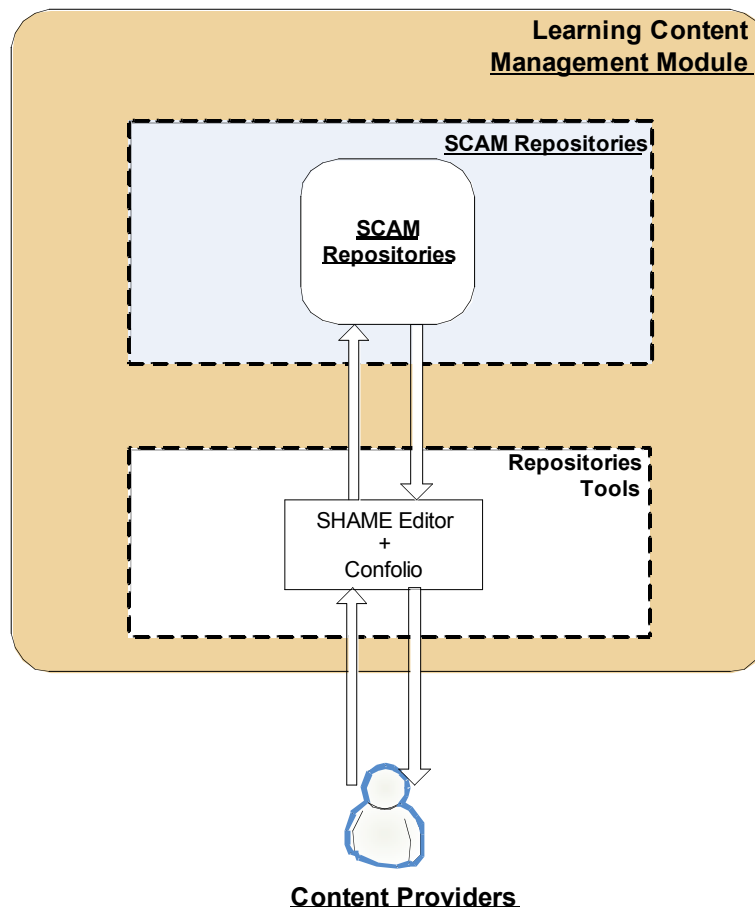 Learning Content
Management Module
SCAM Repositories
SCAM
Repositories
Repositories
Tools
SHAME Editor
+
Confolio
Content Providers